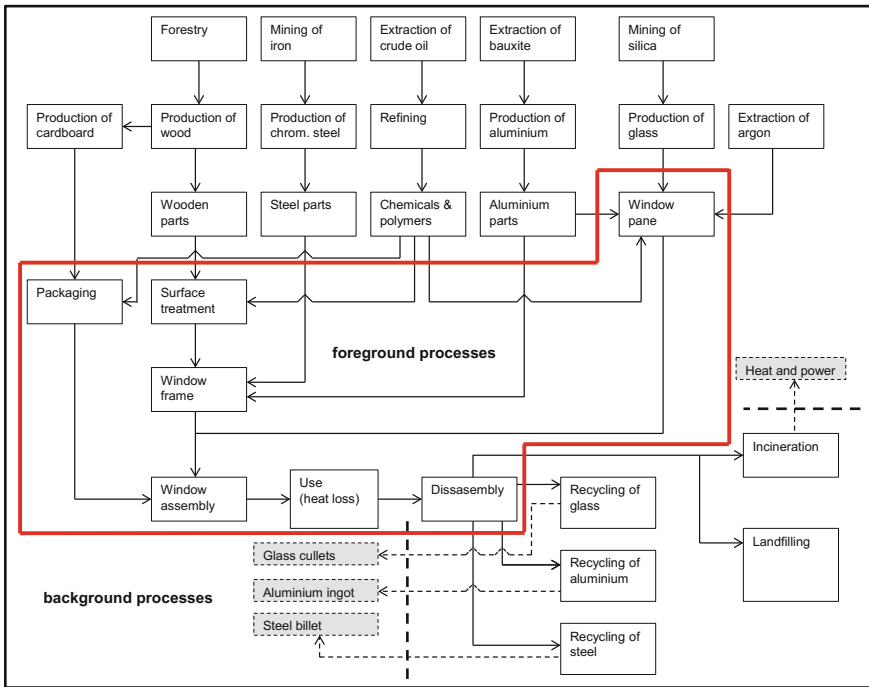 Forestry
Mining of
iron
Extraction of
crude oil
Extraction of
bauxite
Mining of
silica
Production of
cardboard
Production of
wood
Production of
chrom. steel
Refining
Production of
aluminium
Production of
glass
Extraction of
argon
Wooden
parts
Steel parts
Chemicals &
polymers
Aluminium
parts
Window
pane
Packaging
Surface
treatment
foreground processes
Window
frame
Heat and power
Incineration
Window
assembly
Use
(heat loss)
Dissasembly
Recycling of
glass
Landfilling
Glass cullets
Recycling of
aluminium
Aluminium ingot
background processes
Steel billet
Recycling of
steel